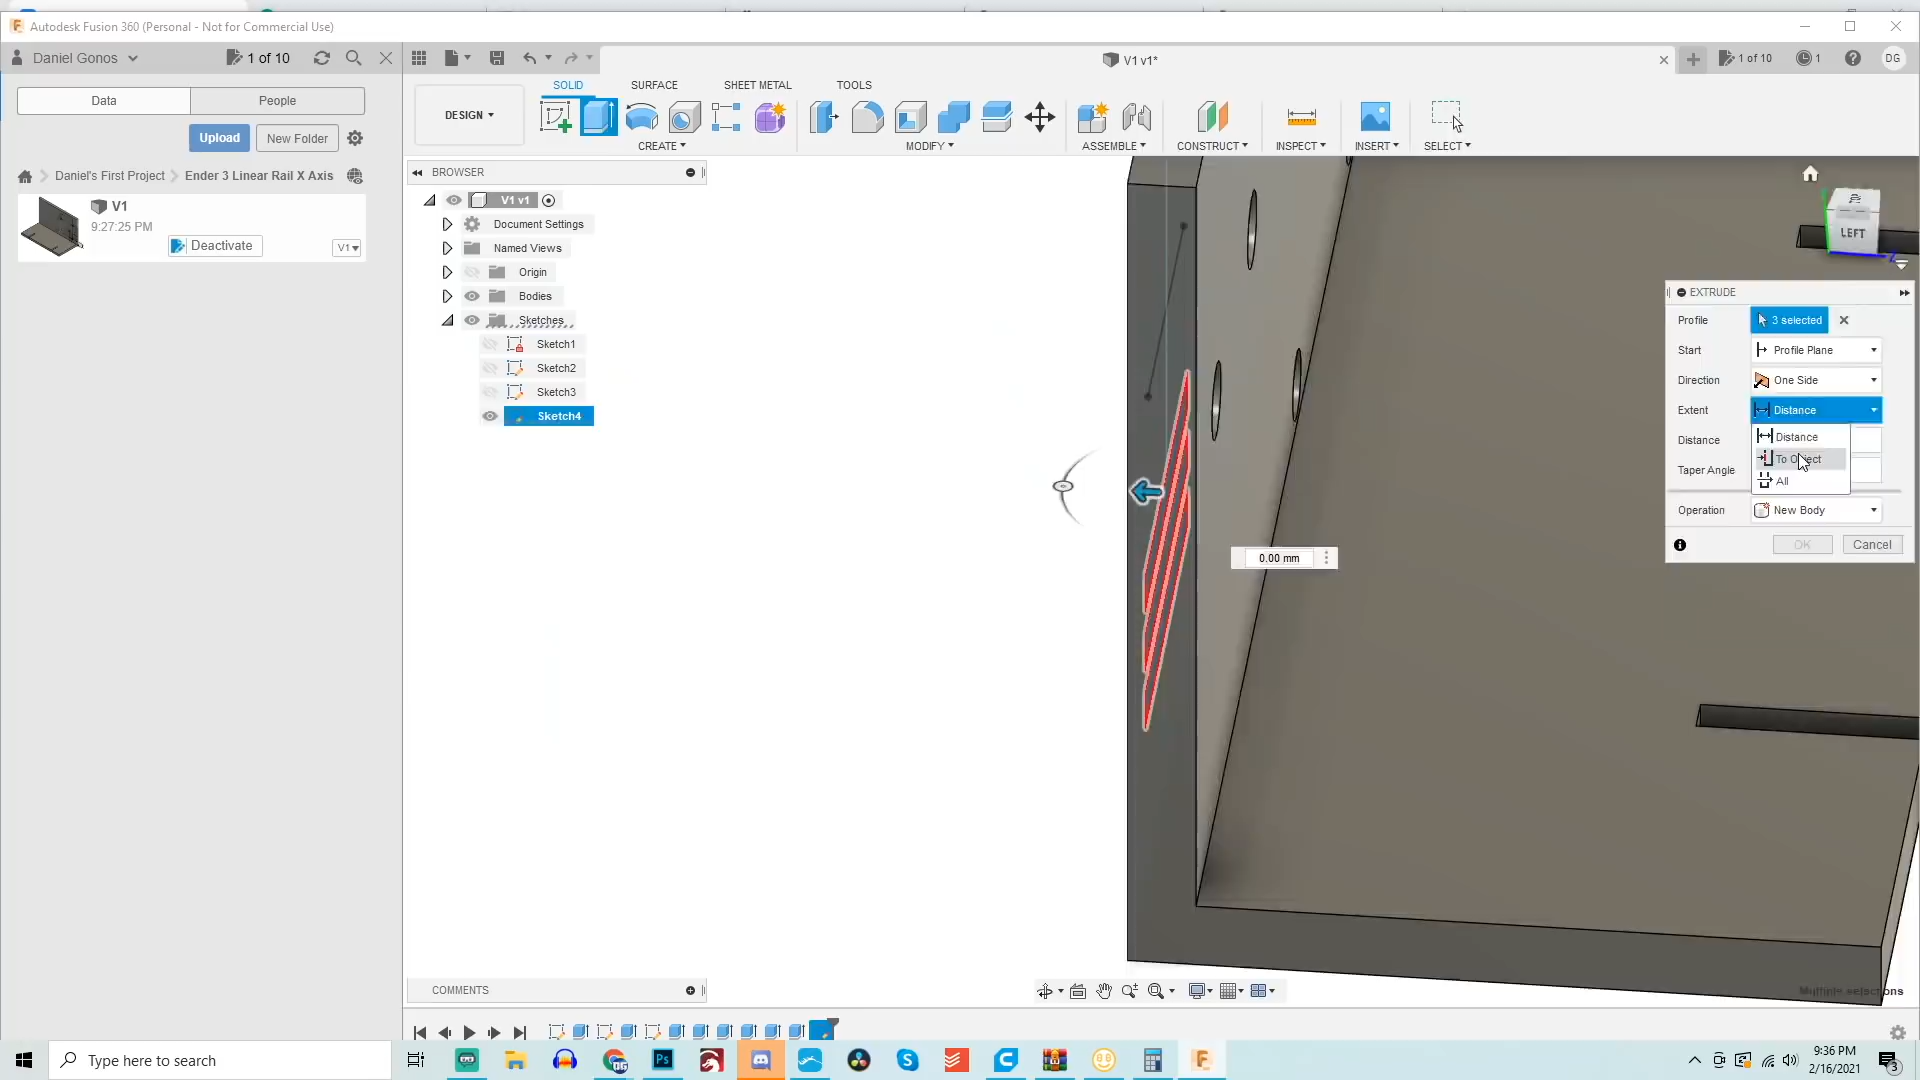 Autodesk Fusion 360 (Personal - Not for Commercial Use)
Daniel Gonos
1 of 10
V1 v1*
1 of 10
1
DG
Data
People
Upload
New Folder
Daniel's First Project
Ender 3 Linear Rail X Axis
V1
9:27:25 PM
Deactivate
V1
SOLID
SURFACE
SHEET METAL
TOOLS
DESIGN
CREATE
MODIFY
ASSEMBLE
CONSTRUCT
INSPECT
INSERT
SELECT
BROWSER
V1 v1
Document Settings
Named Views
Origin
Bodies
Sketches
Sketch1
Sketch2
Sketch3
Sketch4
LEFT
Z
EXTRUDE
Profile
3 selected
Start
Profile Plane
Direction
One Side
Extent
Distance
Distance
Distance
To Object
Taper Angle
All
Operation
New Body
OK
Cancel
0.00 mm
COMMENTS
Multiple selections
Type here to search
Ps
9:36 PM
2/16/2021
3